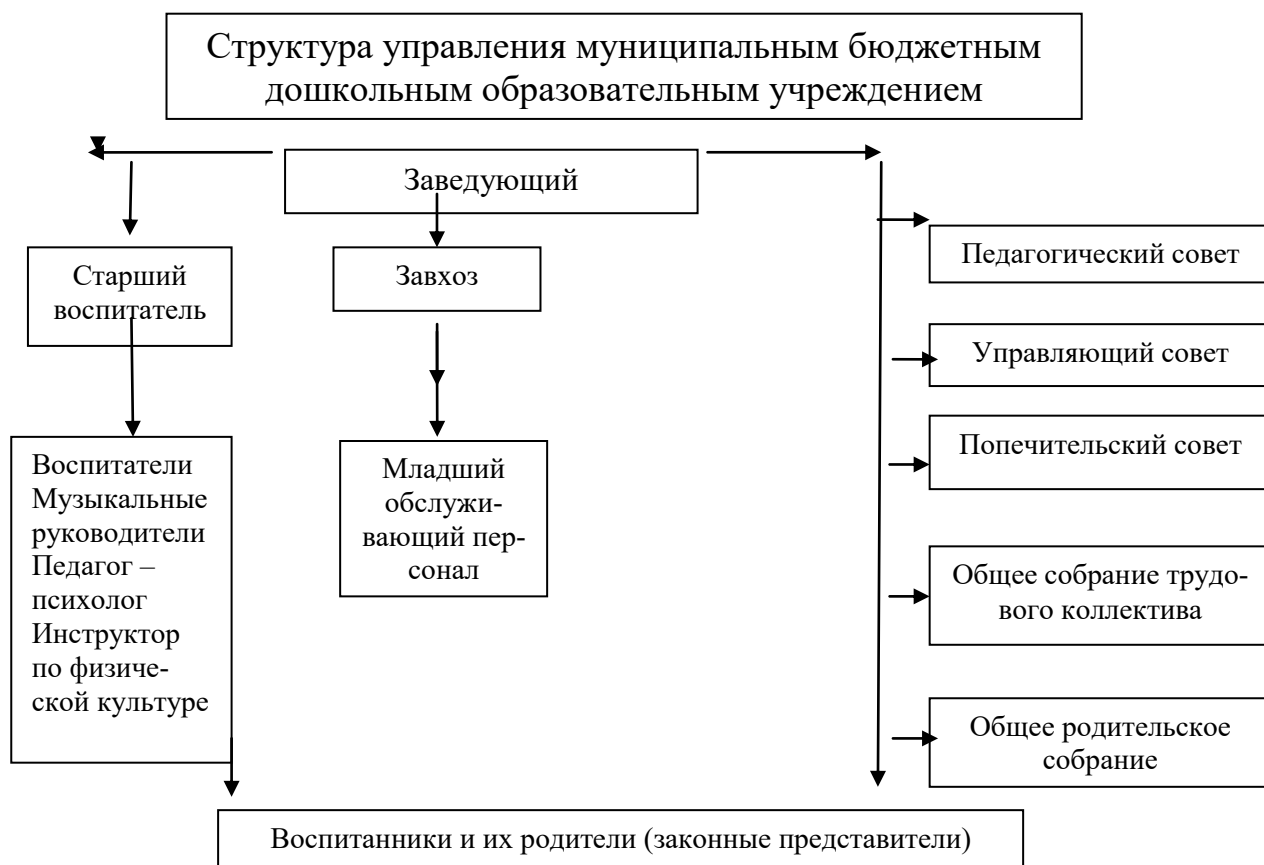 Структура управления муниципальным бюджетным
дошкольным образовательным учреждением
Заведующий
Старший
воспитатель
Завхоз
Педагогический совет
Управляющий совет
Попечительский совет
Воспитатели
Музыкальные
руководители
Педагог –
психолог
Инструктор
по физиче-
ской культуре
Младший
обслужи-
вающий пер-
сонал
Общее собрание трудо-
вого коллектива
Общее родительское
собрание
Воспитанники и их родители (законные представители)